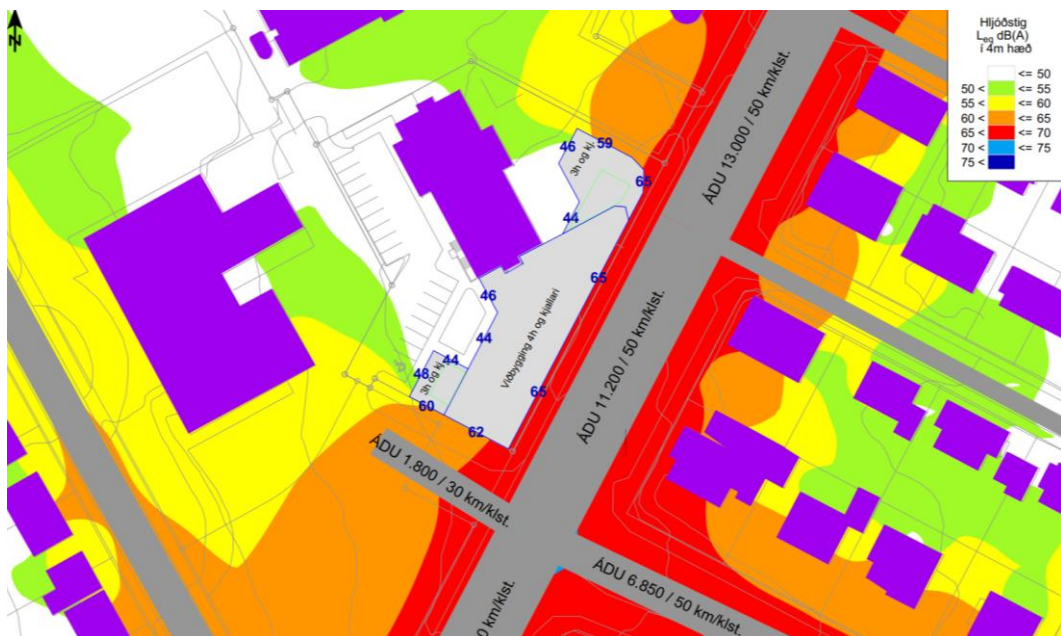 N
Hljóðstig
Leq dB(A)
í 4m hæð
<= 50
50 < <= 55
55 < <= 60
60 < <= 65
65 < <= 70
70 < <= 75
75 <
ÁDU 13.000 / 50 km/klst.
46
59
3h og kj.
65
44
65
46
Viðbygging 4h og kjallari
44
44
48
3h og kj.
65
60
62
ÁDU 11.200 / 50 km/klst.
ÁDU 1.800 / 30 km/klst.
ÁDU 6.850 / 50 km/klst.
0 km/klst.